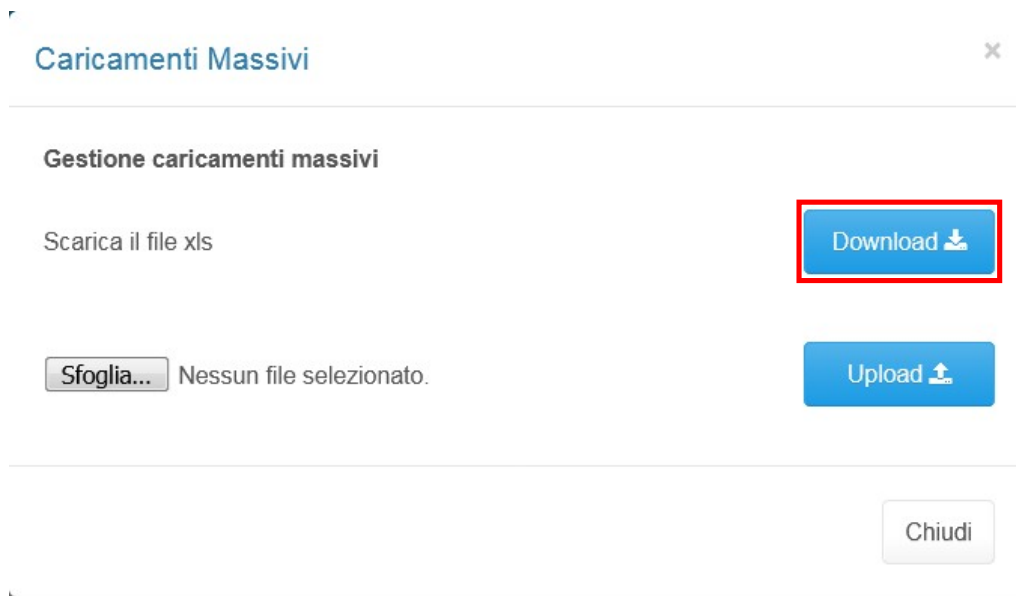 Caricamenti Massivi
×
Gestione caricamenti massivi
Scarica il file xls
Download
Sfoglia... Nessun file selezionato.
Upload
Chiudi